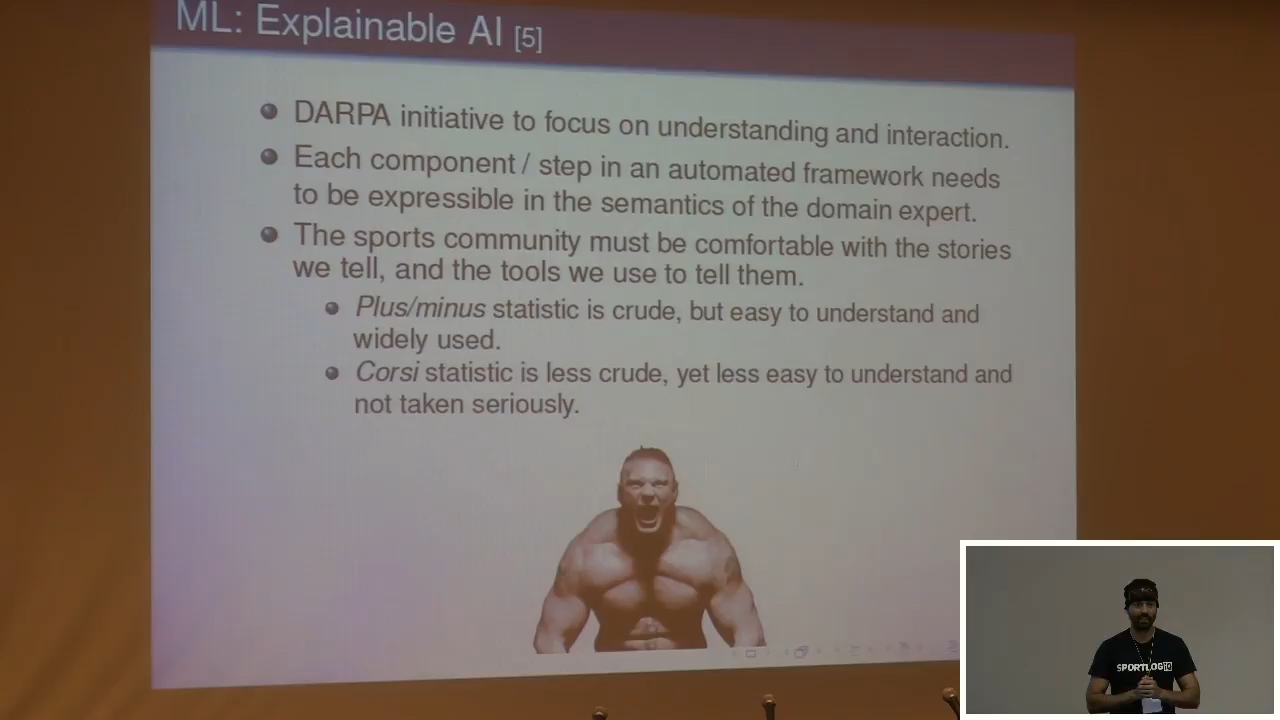 ML: Explainable AI [5]
DARPA initiative to focus on understanding and interaction.
Each component / step in an automated framework needs
to be expressible in the semantics of the domain expert.
The sports community must be comfortable with the stories
we tell, and the tools we use to tell them.
Plus/minus statistic is crude, but easy to understand and
widely used.
Corsi statistic is less crude, yet less easy to understand and
not taken seriously.
SPORTLOGIQ